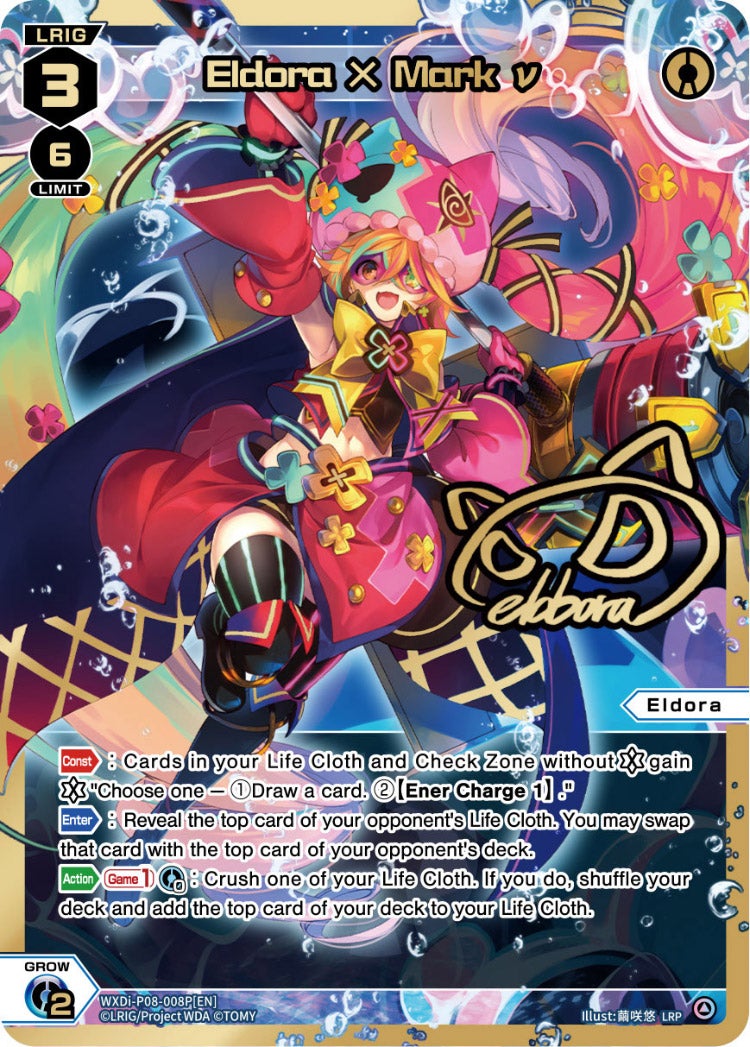 LRIG
3
Eldora × Mark ν
6
LIMIT
elbbora
Eldora
Const : Cards in your Life Cloth and Check Zone without gain
"Choose one — ①Draw a card. ②【Ener Charge 1】."
Enter : Reveal the top card of your opponent's Life Cloth. You may swap
that card with the top card of your opponent's deck.
Action Game 1 0 : Crush one of your Life Cloth. If you do, shuffle your
deck and add the top card of your deck to your Life Cloth.
GROW
2
WXDi-P08-008P[EN]
©LRIG/Project WDA ©TOMY
Illust:繭咲悠 LRP